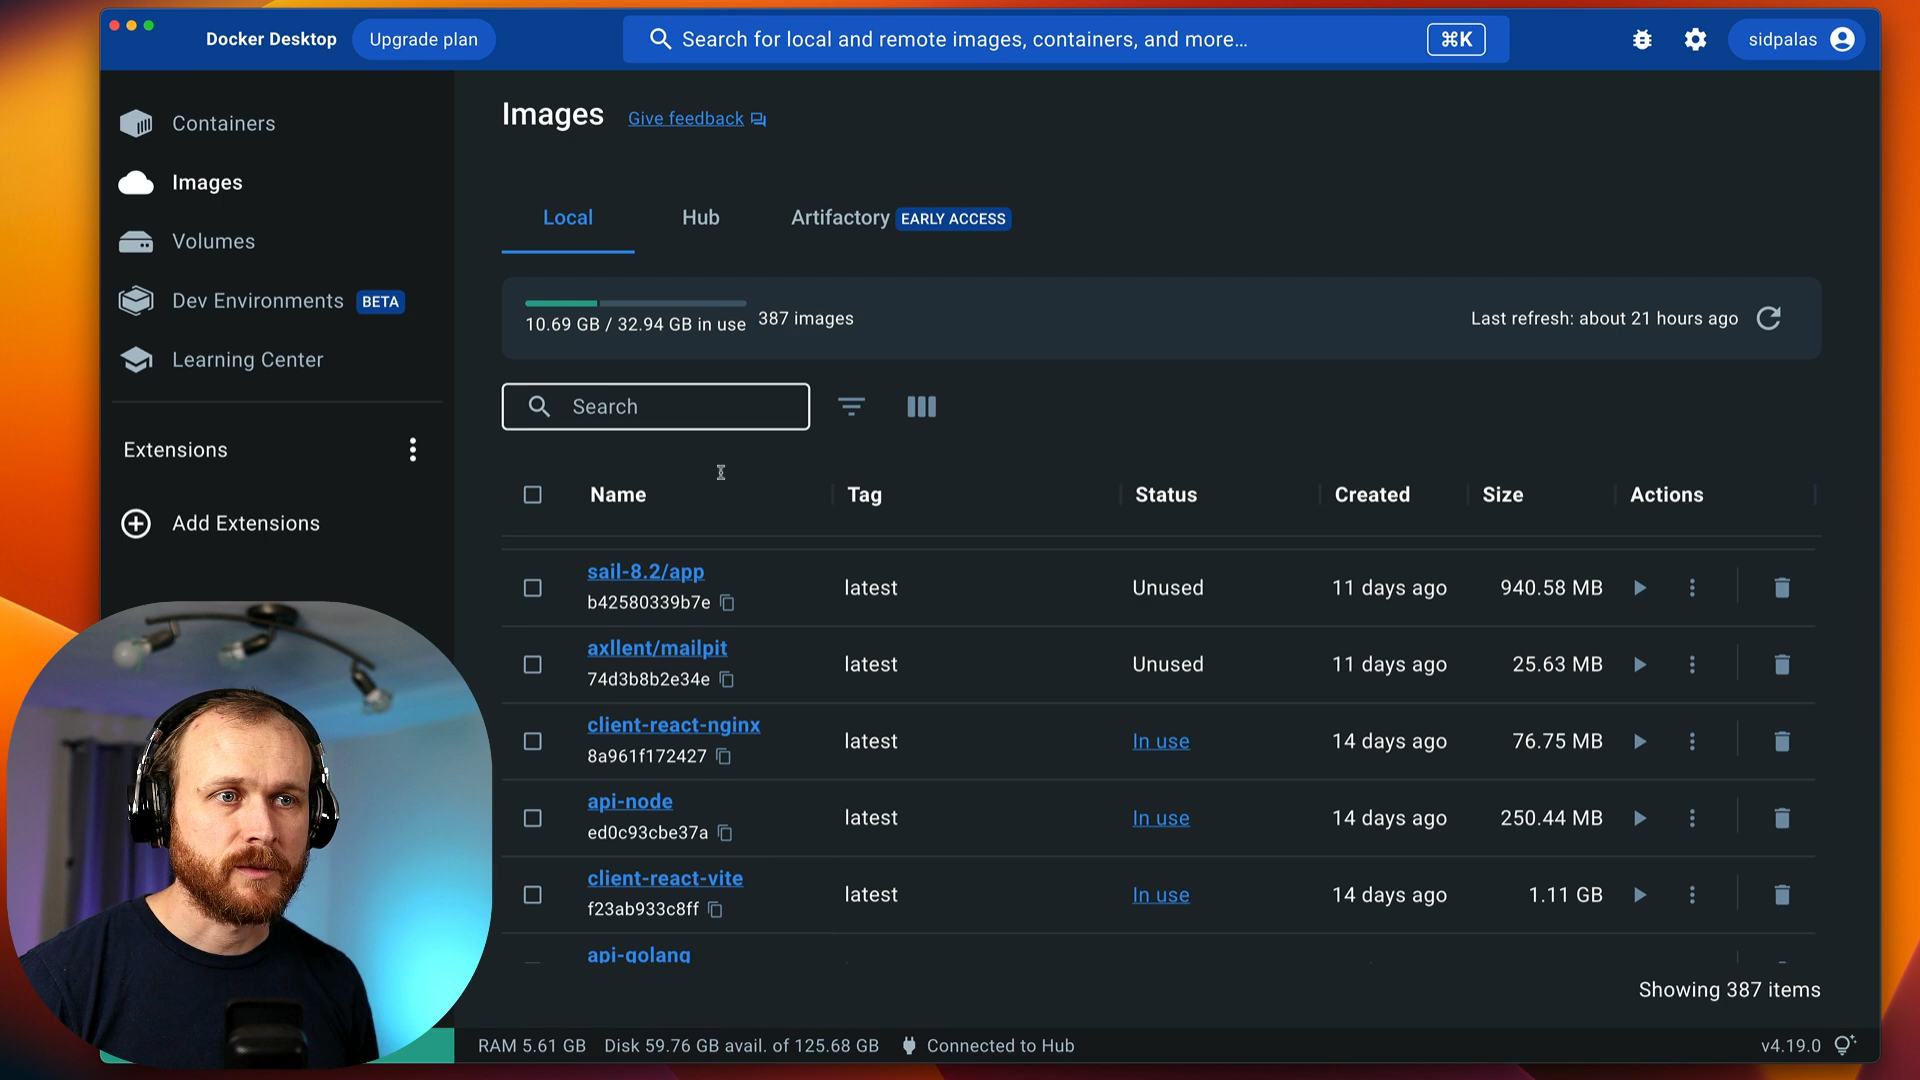 Docker Desktop
Upgrade plan
Search for local and remote images, containers, and more...
⌘K
sidpalas
Containers
Images
Volumes
Dev Environments BETA
Learning Center
Extensions
Add Extensions
Images
Give feedback
Local
Hub
Artifactory EARLY ACCESS
10.69 GB / 32.94 GB in use
387 images
Last refresh: about 21 hours ago
Search
Name Tag Status Created Size Actions
sail-8.2/app
b42580339b7e
latest Unused 11 days ago 940.58 MB
axllent/mailpit
74d3b8b2e34e
latest Unused 11 days ago 25.63 MB
client-react-nginx
8a961f172427
latest In use 14 days ago 76.75 MB
api-node
ed0c93cbe37a
latest In use 14 days ago 250.44 MB
client-react-vite
f23ab933c8ff
latest In use 14 days ago 1.11 GB
api-golang
Showing 387 items
RAM 5.61 GB Disk 59.76 GB avail. of 125.68 GB Connected to Hub
v4.19.0